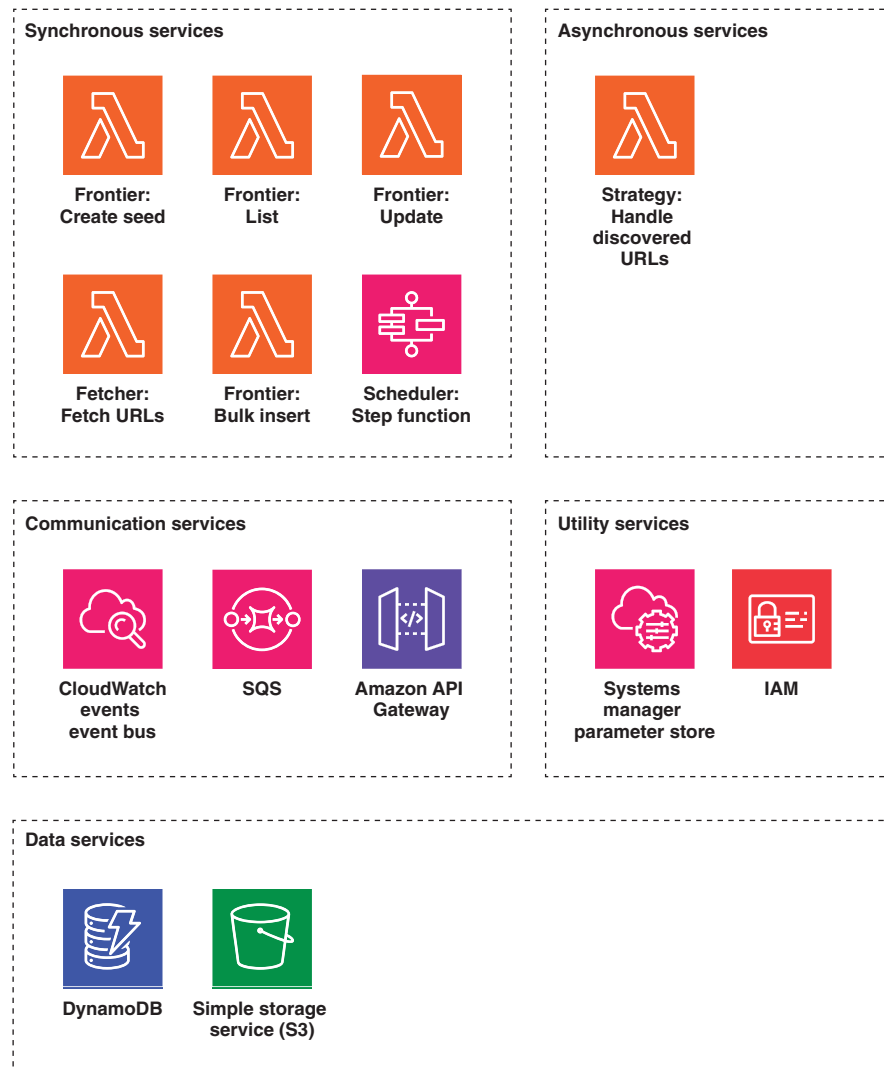 Synchronous services
Asynchronous services
Frontier:
Create seed
Frontier:
List
Frontier:
Update
Strategy:
Handle
discovered
URLs
Fetcher:
Fetch URLs
Frontier:
Bulk insert
Scheduler:
Step function
Communication services
Utility services
</>
CloudWatch
events
event bus
SQS
Amazon API
Gateway
Systems
manager
parameter store
IAM
Data services
DynamoDB
Simple storage
service (S3)